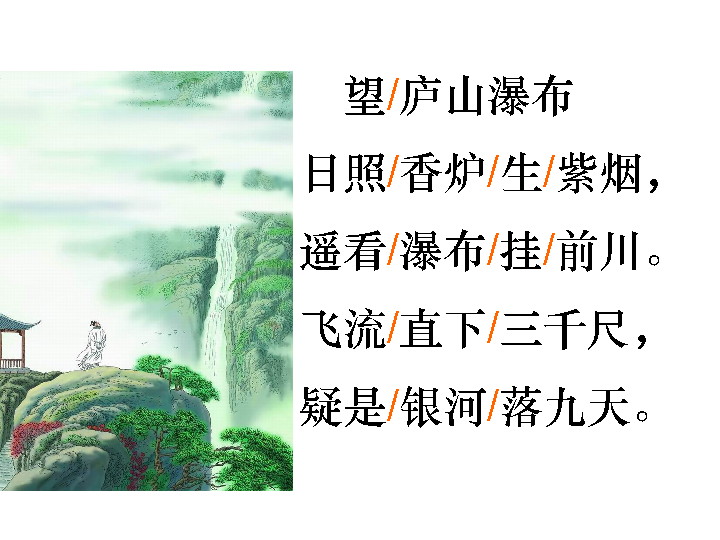 望/庐山瀑布
日照/香炉/生/紫烟，
遥看/瀑布/挂/前川。
飞流/直下/三千尺，
疑是/银河/落九天。